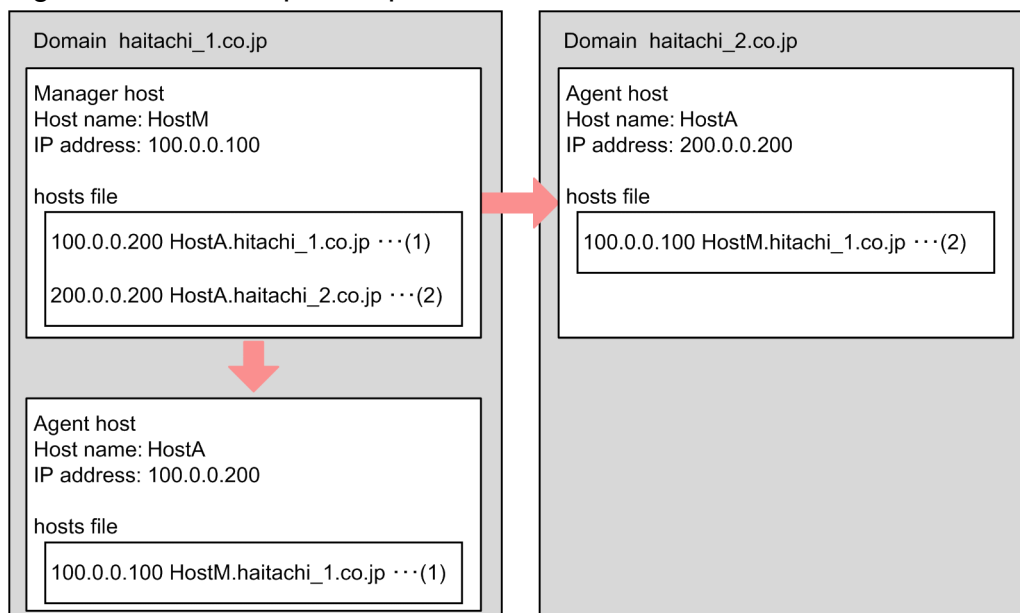 Domain haitachi_1.co.jp
Manager host
Host name: HostM
IP address: 100.0.0.100
hosts file
100.0.0.200 HostA.hitachi_1.co.jp ···(1)
200.0.0.200 HostA.haitachi_2.co.jp ···(2)
Agent host
Host name: HostA
IP address: 100.0.0.200
hosts file
100.0.0.100 HostM.haitachi_1.co.jp ···(1)
Domain haitachi_2.co.jp
Agent host
Host name: HostA
IP address: 200.0.0.200
hosts file
100.0.0.100 HostM.hitachi_1.co.jp ···(2)